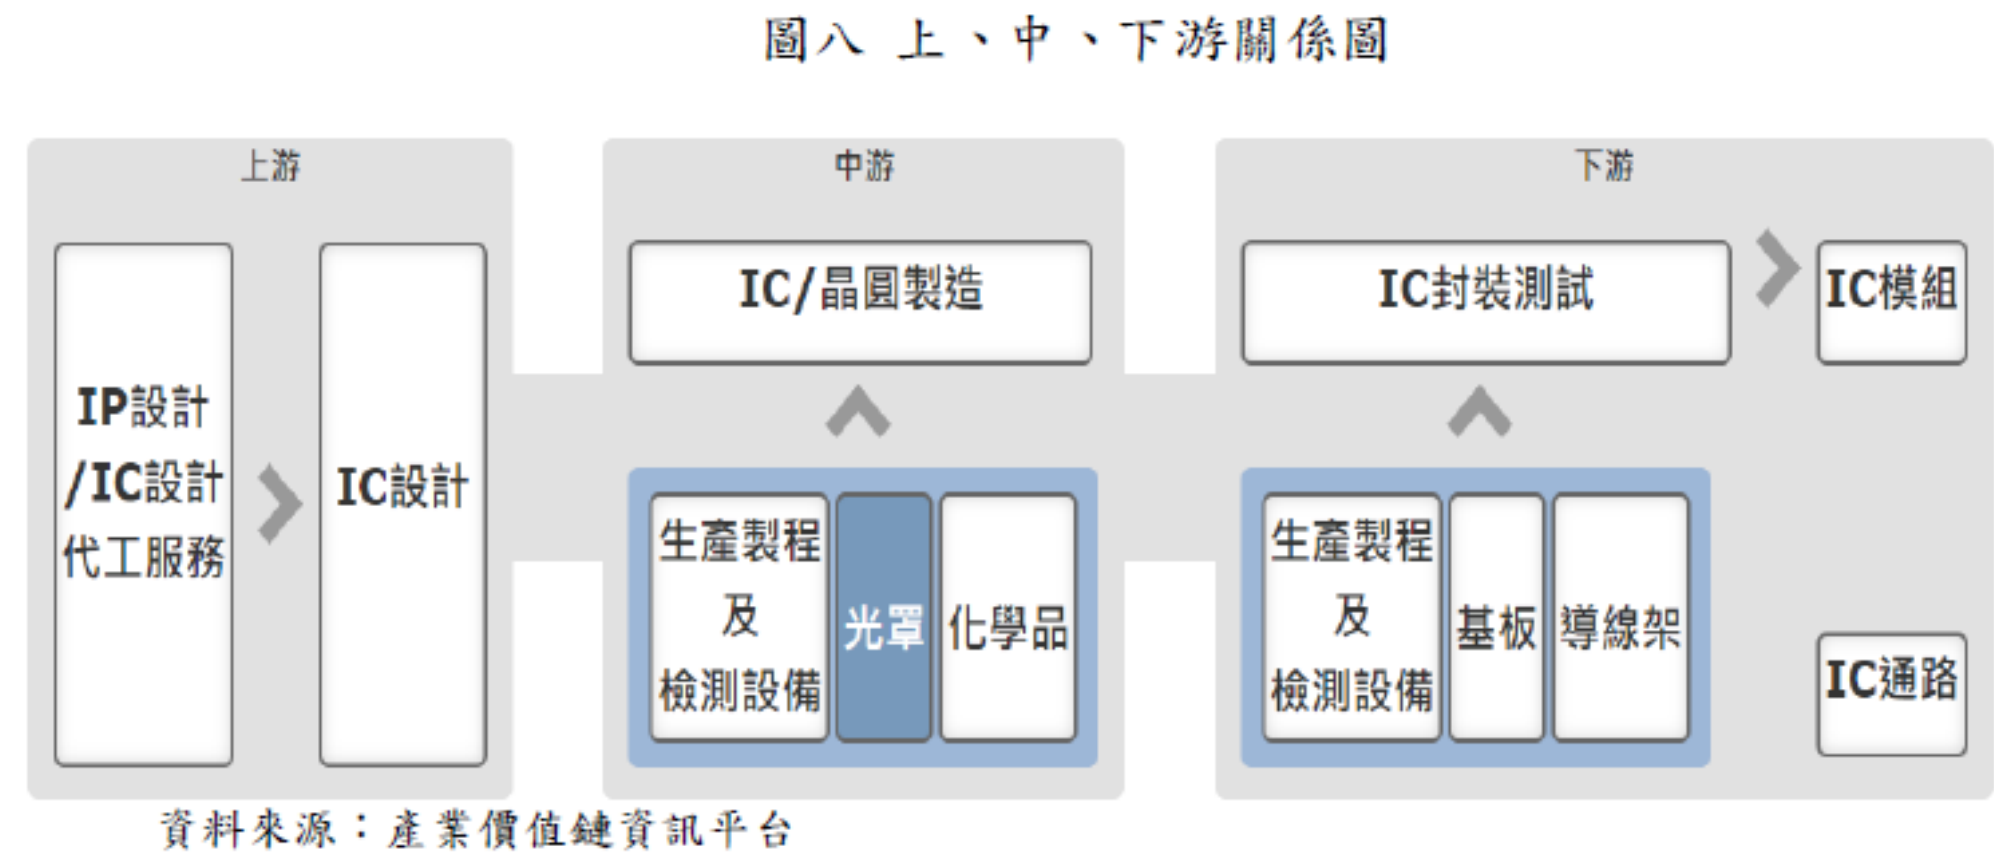 圖八 上、中、下游關係圖
上游
IP設計
/IC設計
代工服務
IC設計
中游
IC/晶圓製造
生產製程
及
檢測設備
光罩
化學品
下游
IC封裝測試
IC模組
生產製程
及
檢測設備
基板
導線架
IC通路
資料來源：產業價值鏈資訊平台